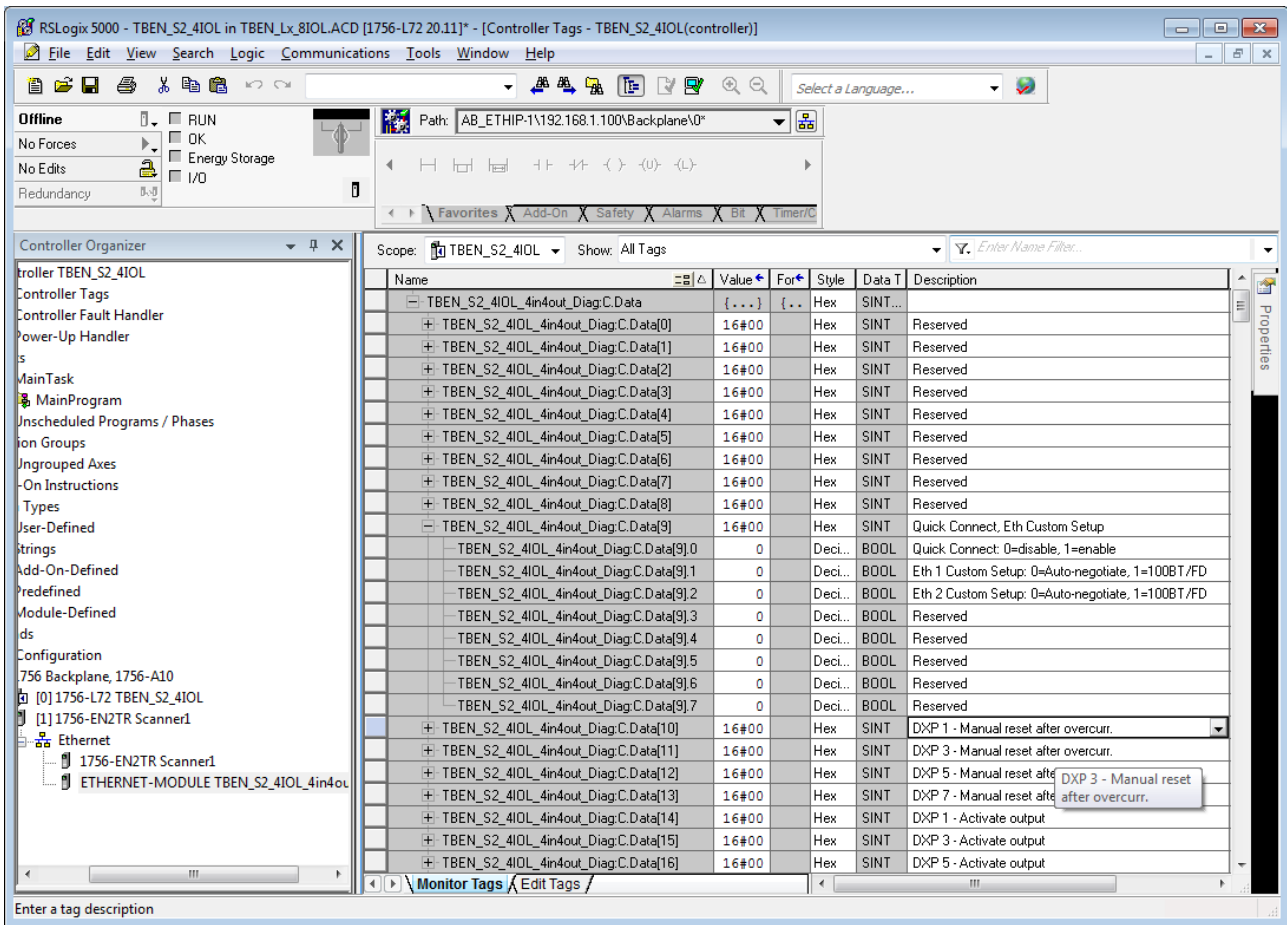 RSLogix 5000 - TBEN_S2_4IOL in TBEN_Lx_8IOL.ACD [1756-L72 20.11]* - [Controller Tags - TBEN_S2_4IOL(controller)]
File Edit View Search Logic Communications Tools Window Help
Select a Language...
Offline RUN
No Forces OK
No Edits Energy Storage
Redundancy I/O
Path: AB_ETHIP-1\192.168.1.100\Backplane\0*
Favorites Add-On Safety Alarms Bit Timer/C
Controller Organizer
troller TBEN_S2_4IOL
Controller Tags
Controller Fault Handler
Power-Up Handler
s
MainTask
MainProgram
Unscheduled Programs / Phases
ion Groups
Ungrouped Axes
-On Instructions
Types
User-Defined
Strings
Add-On-Defined
Predefined
Module-Defined
ds
Configuration
756 Backplane, 1756-A10
[0] 1756-L72 TBEN_S2_4IOL
[1] 1756-EN2TR Scanner1
Ethernet
1756-EN2TR Scanner1
ETHERNET-MODULE TBEN_S2_4IOL_4in4ou
Scope: TBEN_S2_4IOL Show: All Tags Enter Name Filter...
Name Value For Style Data T Description
TBEN_S2_4IOL_4in4out_Diag:C.Data {...} {.. Hex SINT...
TBEN_S2_4IOL_4in4out_Diag:C.Data[0] 16#00 Hex SINT Reserved
TBEN_S2_4IOL_4in4out_Diag:C.Data[1] 16#00 Hex SINT Reserved
TBEN_S2_4IOL_4in4out_Diag:C.Data[2] 16#00 Hex SINT Reserved
TBEN_S2_4IOL_4in4out_Diag:C.Data[3] 16#00 Hex SINT Reserved
TBEN_S2_4IOL_4in4out_Diag:C.Data[4] 16#00 Hex SINT Reserved
TBEN_S2_4IOL_4in4out_Diag:C.Data[5] 16#00 Hex SINT Reserved
TBEN_S2_4IOL_4in4out_Diag:C.Data[6] 16#00 Hex SINT Reserved
TBEN_S2_4IOL_4in4out_Diag:C.Data[7] 16#00 Hex SINT Reserved
TBEN_S2_4IOL_4in4out_Diag:C.Data[8] 16#00 Hex SINT Reserved
TBEN_S2_4IOL_4in4out_Diag:C.Data[9] 16#00 Hex SINT Quick Connect, Eth Custom Setup
TBEN_S2_4IOL_4in4out_Diag:C.Data[9].0 0 Deci... BOOL Quick Connect: 0=disable, 1=enable
TBEN_S2_4IOL_4in4out_Diag:C.Data[9].1 0 Deci... BOOL Eth 1 Custom Setup: 0=Auto-negotiate, 1=100BT/FD
TBEN_S2_4IOL_4in4out_Diag:C.Data[9].2 0 Deci... BOOL Eth 2 Custom Setup: 0=Auto-negotiate, 1=100BT/FD
TBEN_S2_4IOL_4in4out_Diag:C.Data[9].3 0 Deci... BOOL Reserved
TBEN_S2_4IOL_4in4out_Diag:C.Data[9].4 0 Deci... BOOL Reserved
TBEN_S2_4IOL_4in4out_Diag:C.Data[9].5 0 Deci... BOOL Reserved
TBEN_S2_4IOL_4in4out_Diag:C.Data[9].6 0 Deci... BOOL Reserved
TBEN_S2_4IOL_4in4out_Diag:C.Data[9].7 0 Deci... BOOL Reserved
TBEN_S2_4IOL_4in4out_Diag:C.Data[10] 16#00 Hex SINT DXP 1 - Manual reset after overcurr.
TBEN_S2_4IOL_4in4out_Diag:C.Data[11] 16#00 Hex SINT DXP 3 - Manual reset after overcurr.
TBEN_S2_4IOL_4in4out_Diag:C.Data[12] 16#00 Hex SINT DXP 5 - Manual reset afte
TBEN_S2_4IOL_4in4out_Diag:C.Data[13] 16#00 Hex SINT DXP 7 - Manual reset afte
DXP 3 - Manual reset
after overcurr.
TBEN_S2_4IOL_4in4out_Diag:C.Data[14] 16#00 Hex SINT DXP 1 - Activate output
TBEN_S2_4IOL_4in4out_Diag:C.Data[15] 16#00 Hex SINT DXP 3 - Activate output
TBEN_S2_4IOL_4in4out_Diag:C.Data[16] 16#00 Hex SINT DXP 5 - Activate output
Monitor Tags Edit Tags
Properties
Enter a tag description